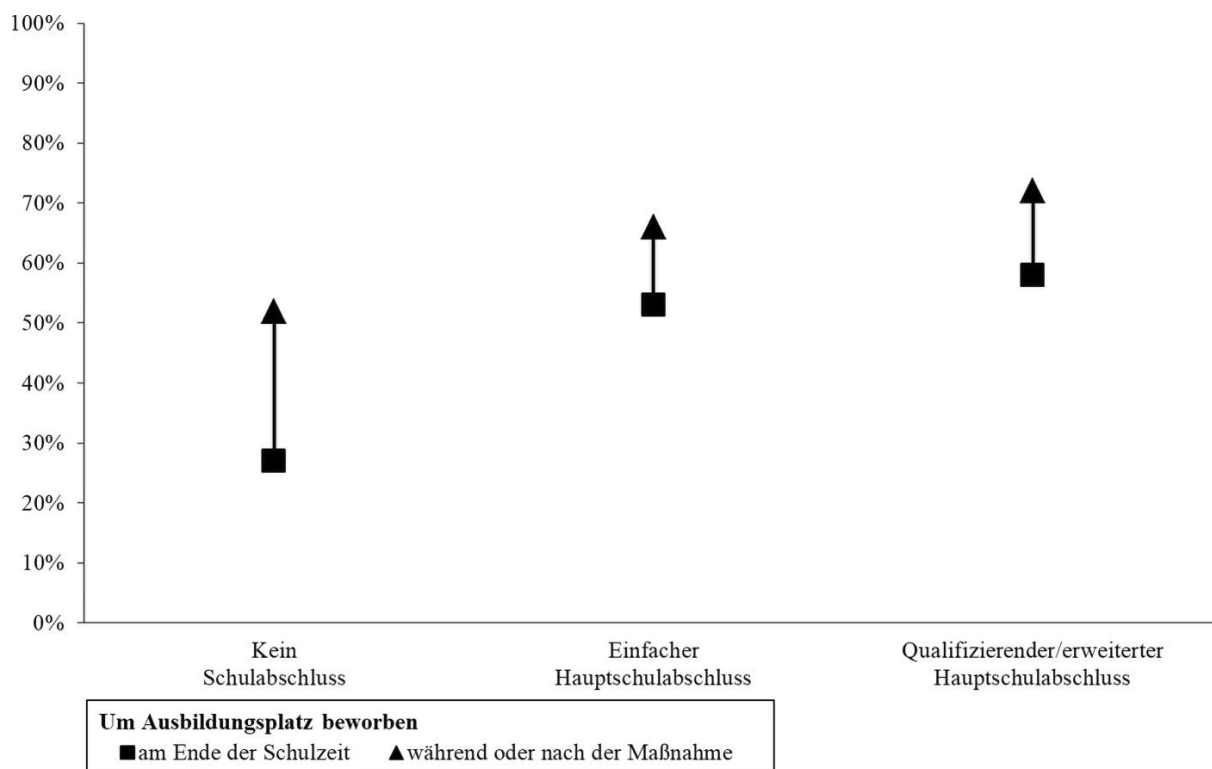 100%
90%
80%
70%
60%
50%
40%
30%
20%
10%
0%
Kein
Schulabschluss
Einfacher
Hauptschulabschluss
Qualifizierender/erweiterter
Hauptschulabschluss
Um Ausbildungsplatz beworben
am Ende der Schulzeit
während oder nach der Maßnahme